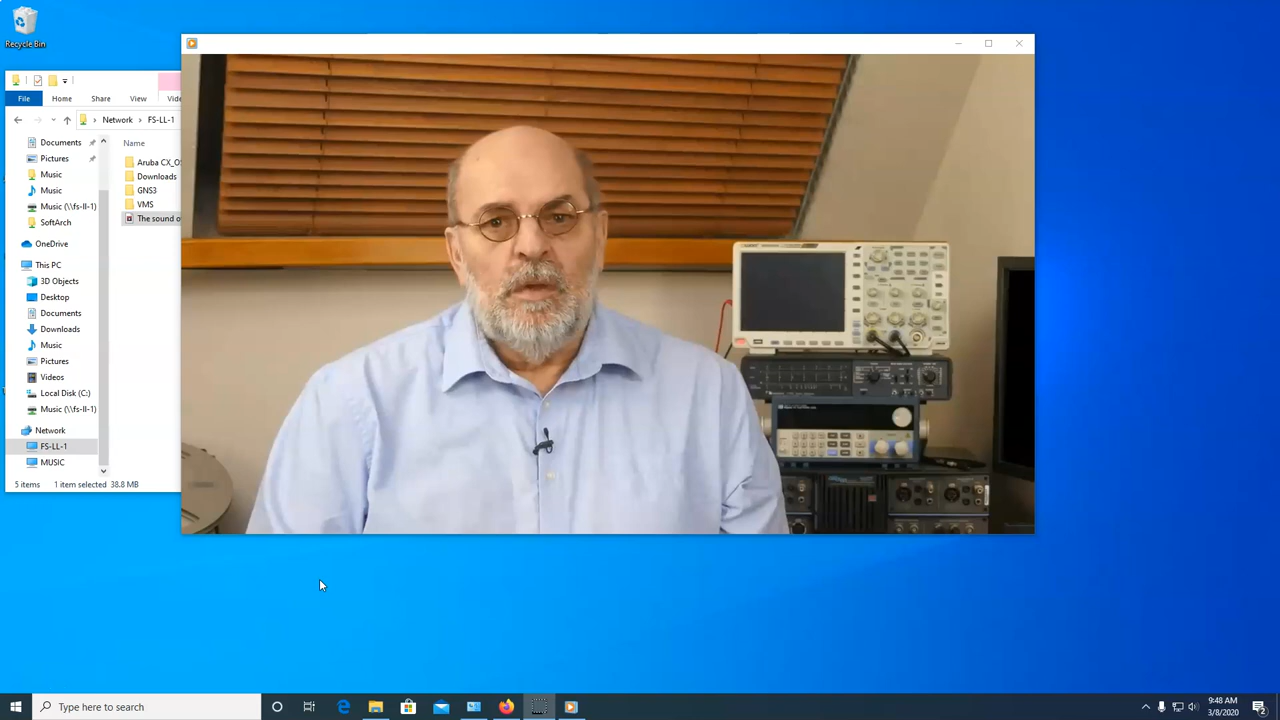 Recycle Bin
File
Home
Share
View
Network
FS-LL-1
Name
Documents
Pictures
Music
Music
Music (\\fs-ll-1)
SoftArch
OneDrive
This PC
3D Objects
Desktop
Documents
Downloads
Music
Pictures
Videos
Local Disk (C:)
Music (\\fs-ll-1)
Network
FS-LL-1
MUSIC
Aruba
Downloads
GNS3
VMS
The sound
5 items
1 item selected 38.8 MB
Type here to search
9:48 AM
3/8/2020